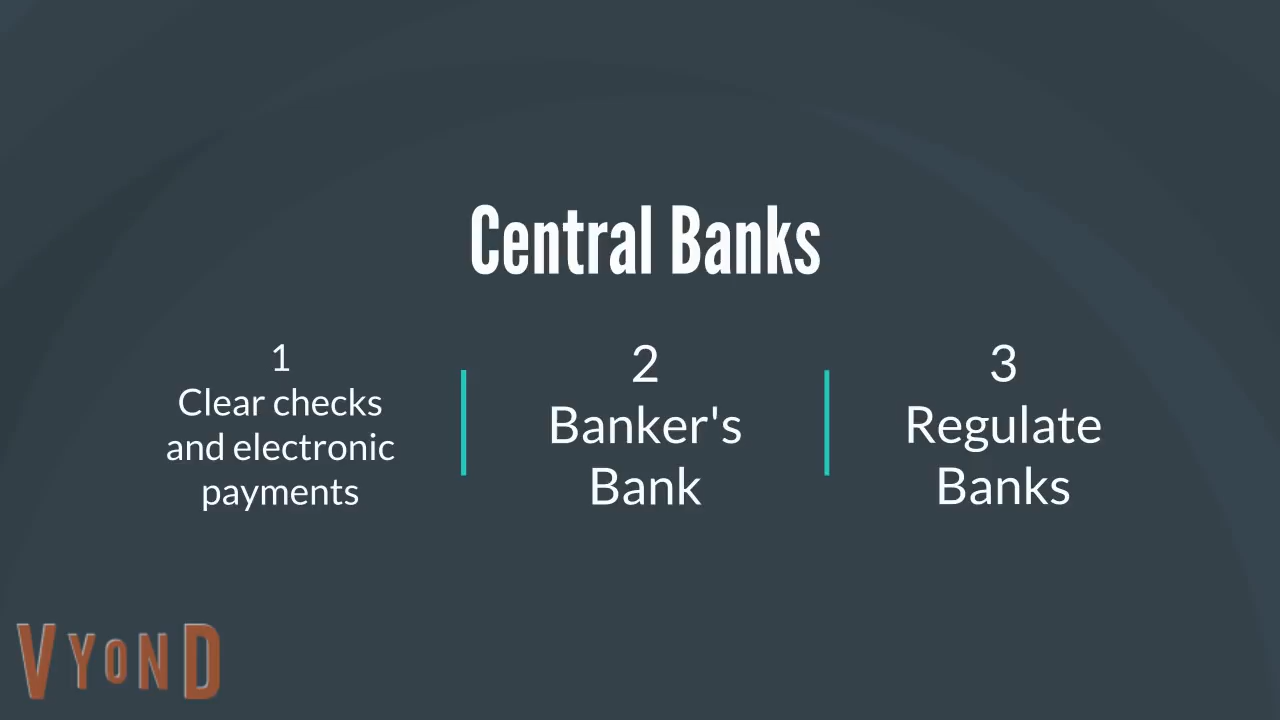 Central Banks
1
Clear checks
and electronic
payments
2
Banker's
Bank
3
Regulate
Banks
VYOND